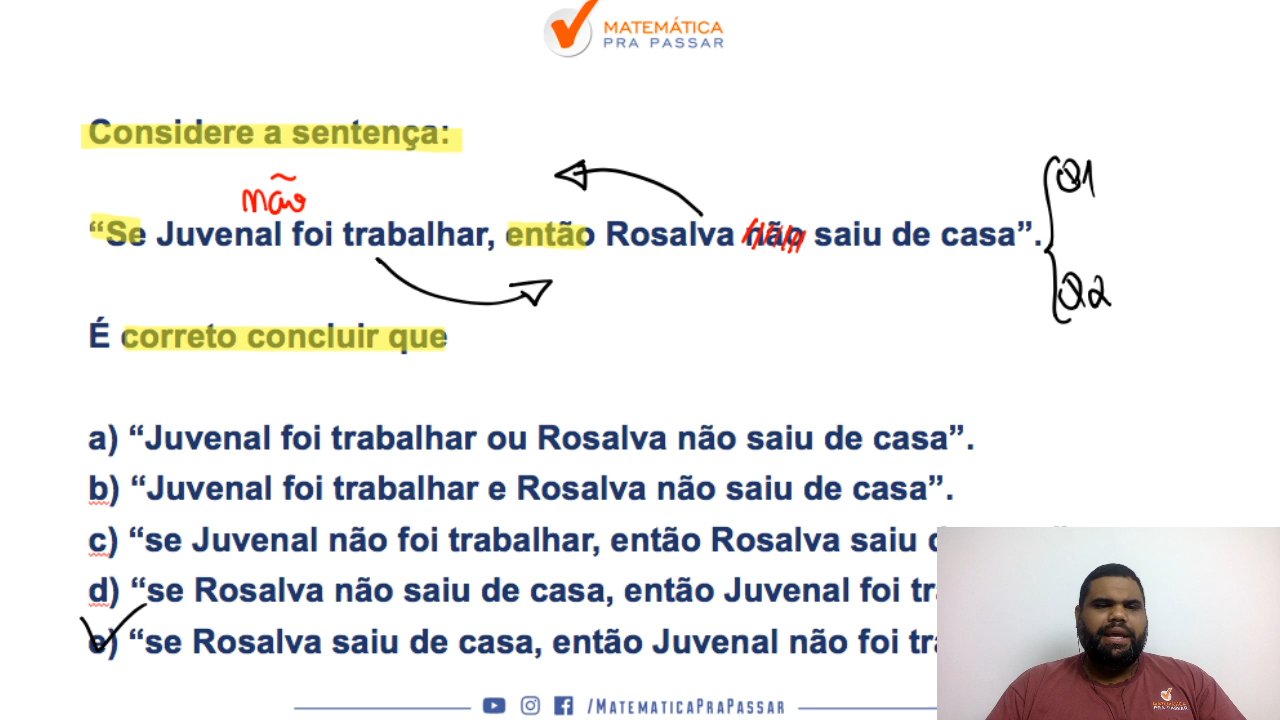 MATEMÁTICA
PRA PASSAR
Considere a sentença:
não
Q1
“Se Juvenal foi trabalhar, então Rosalva não saiu de casa”.
Q2
É correto concluir que
a) “Juvenal foi trabalhar ou Rosalva não saiu de casa”.
b) “Juvenal foi trabalhar e Rosalva não saiu de casa”.
c) “se Juvenal não foi trabalhar, então Rosalva saiu
d) “se Rosalva não saiu de casa, então Juvenal foi
e) “se Rosalva saiu de casa, então Juvenal não foi
/MATEMATICAPRAPASSAR
MATEMÁTICA
PRA PASSAR